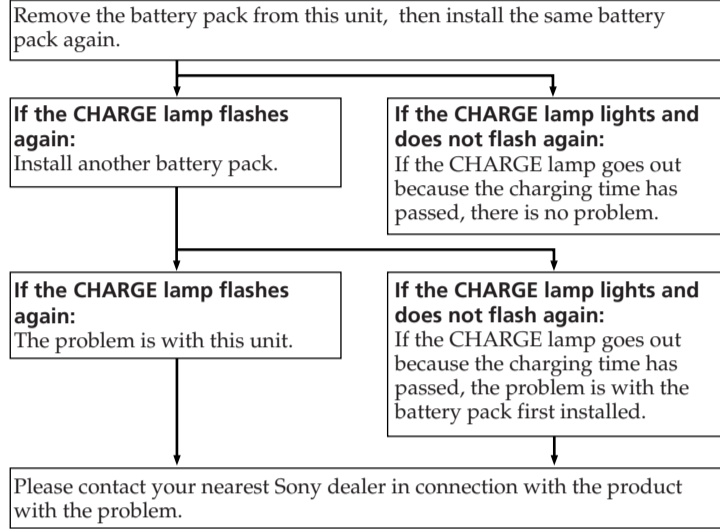 Remove the battery pack from this unit, then install the same battery
pack again.
If the CHARGE lamp flashes
again:
Install another battery pack.
If the CHARGE lamp lights and
does not flash again:
If the CHARGE lamp goes out
because the charging time has
passed, there is no problem.
If the CHARGE lamp flashes
again:
The problem is with this unit.
If the CHARGE lamp lights and
does not flash again:
If the CHARGE lamp goes out
because the charging time has
passed, the problem is with the
battery pack first installed.
Please contact your nearest Sony dealer in connection with the product
with the problem.